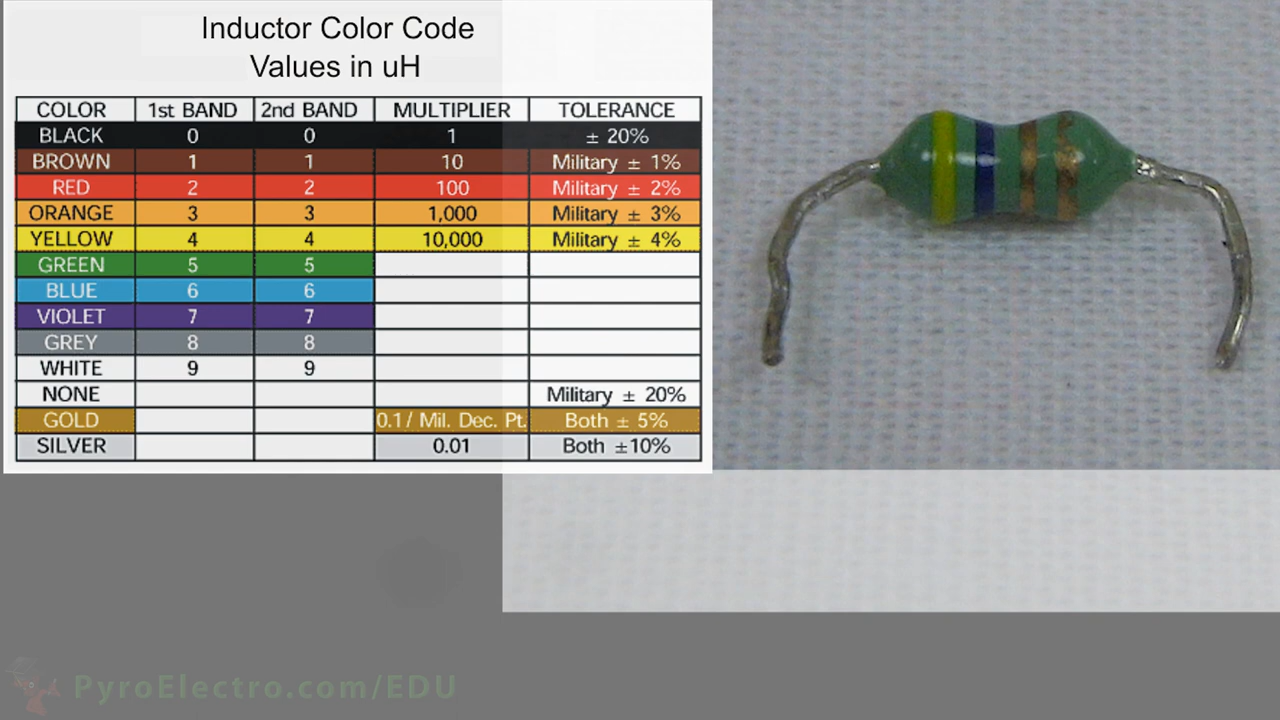 Inductor Color Code
Values in uH
COLOR 1st BAND 2nd BAND MULTIPLIER TOLERANCE
BLACK 0 0 1 ± 20%
BROWN 1 1 10 Military ± 1%
RED 2 2 100 Military ± 2%
ORANGE 3 3 1,000 Military ± 3%
YELLOW 4 4 10,000 Military ± 4%
GREEN 5 5
BLUE 6 6
VIOLET 7 7
GREY 8 8
WHITE 9 9
NONE Military ± 20%
GOLD 0.1/ Mil. Dec. Pt. Both ± 5%
SILVER 0.01 Both ±10%
PyroElectro.com/EDU